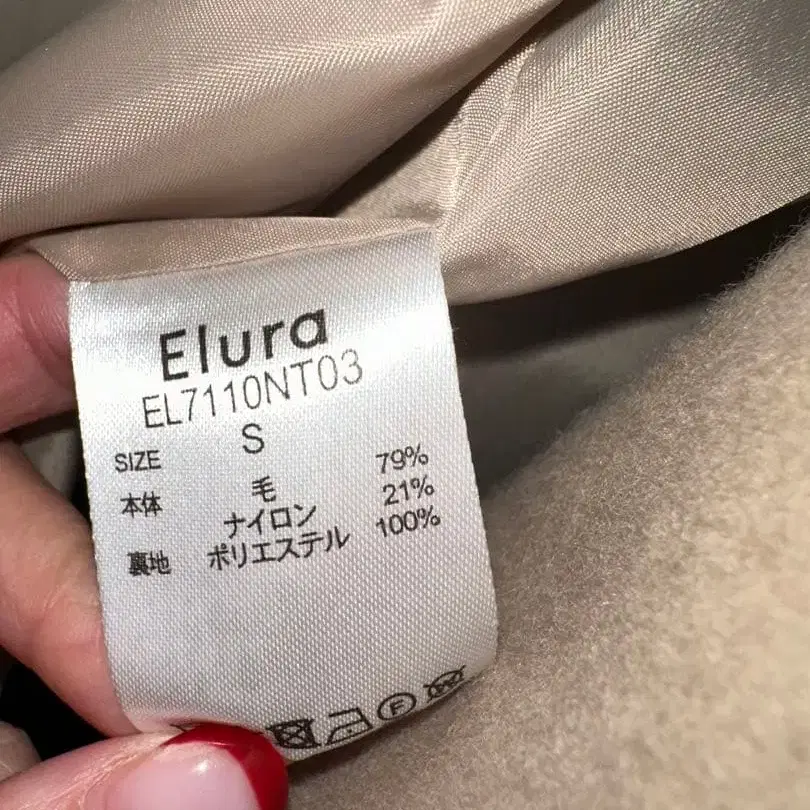 Elura
EL7110NT03
SIZE S
本体 毛 79%
ナイロン 21%
裏地 ポリエステル 100%
F
W